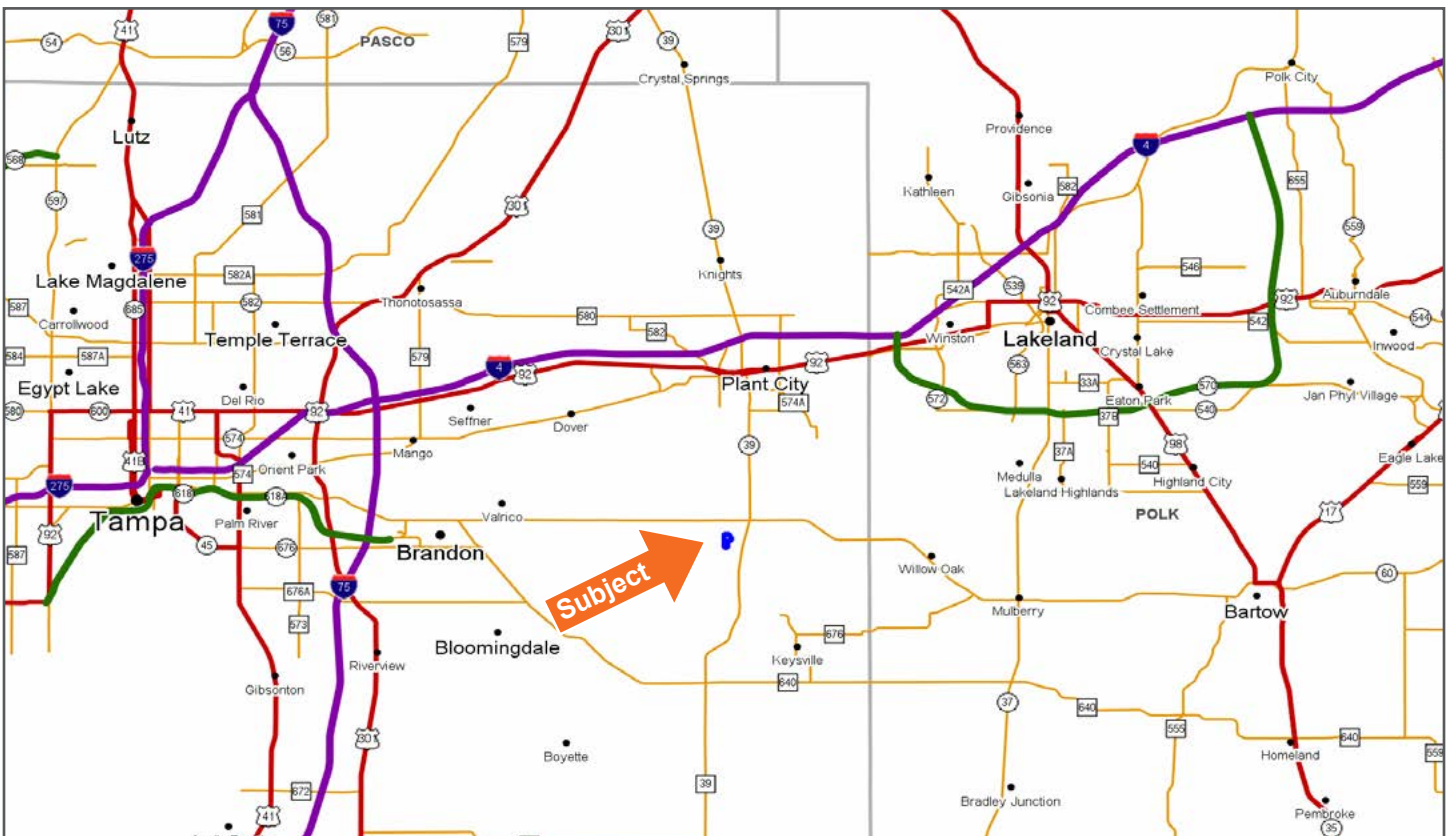 41
75
581
54
56
PASCO
579
301
39
Crystal Springs
Polk City
Lutz
568
Providence
4
597
Kathleen
582
655
Gibsonia
581
301
39
559
275
Lake Magdalene
582A
Knights
546
587
685
582
Thonotosassa
542A
539
92
92
Auburndale
Carrollwood
580
Combee Settlement
542
544
Temple Terrace
582
Winston
Lakeland
Inwood
584
587A
579
4
92
92
563
Crystal Lake
Egypt Lake
Plant City
33A
570
Del Rio
572
Eaton Park
Jan Phyl Village
580
600
41
92
Seffner
Dover
574A
37B
540
574
Mango
39
98
41B
Orient Park
37A
Eagle Lake
574
Medulla
540
Highland City
275
618
618A
Lakeland Highlands
559
Tampa
Palm River
Valrico
POLK
17
92
Brandon
587
45
676
Willow Oak
Subject
60
75
676A
Mulberry
Bartow
573
676
Bloomingdale
Riverview
Keysville
Gibsonton
640
37
640
301
555
640
Boyette
Homeland
559
672
39
Bradley Junction
41
Pembroke
35